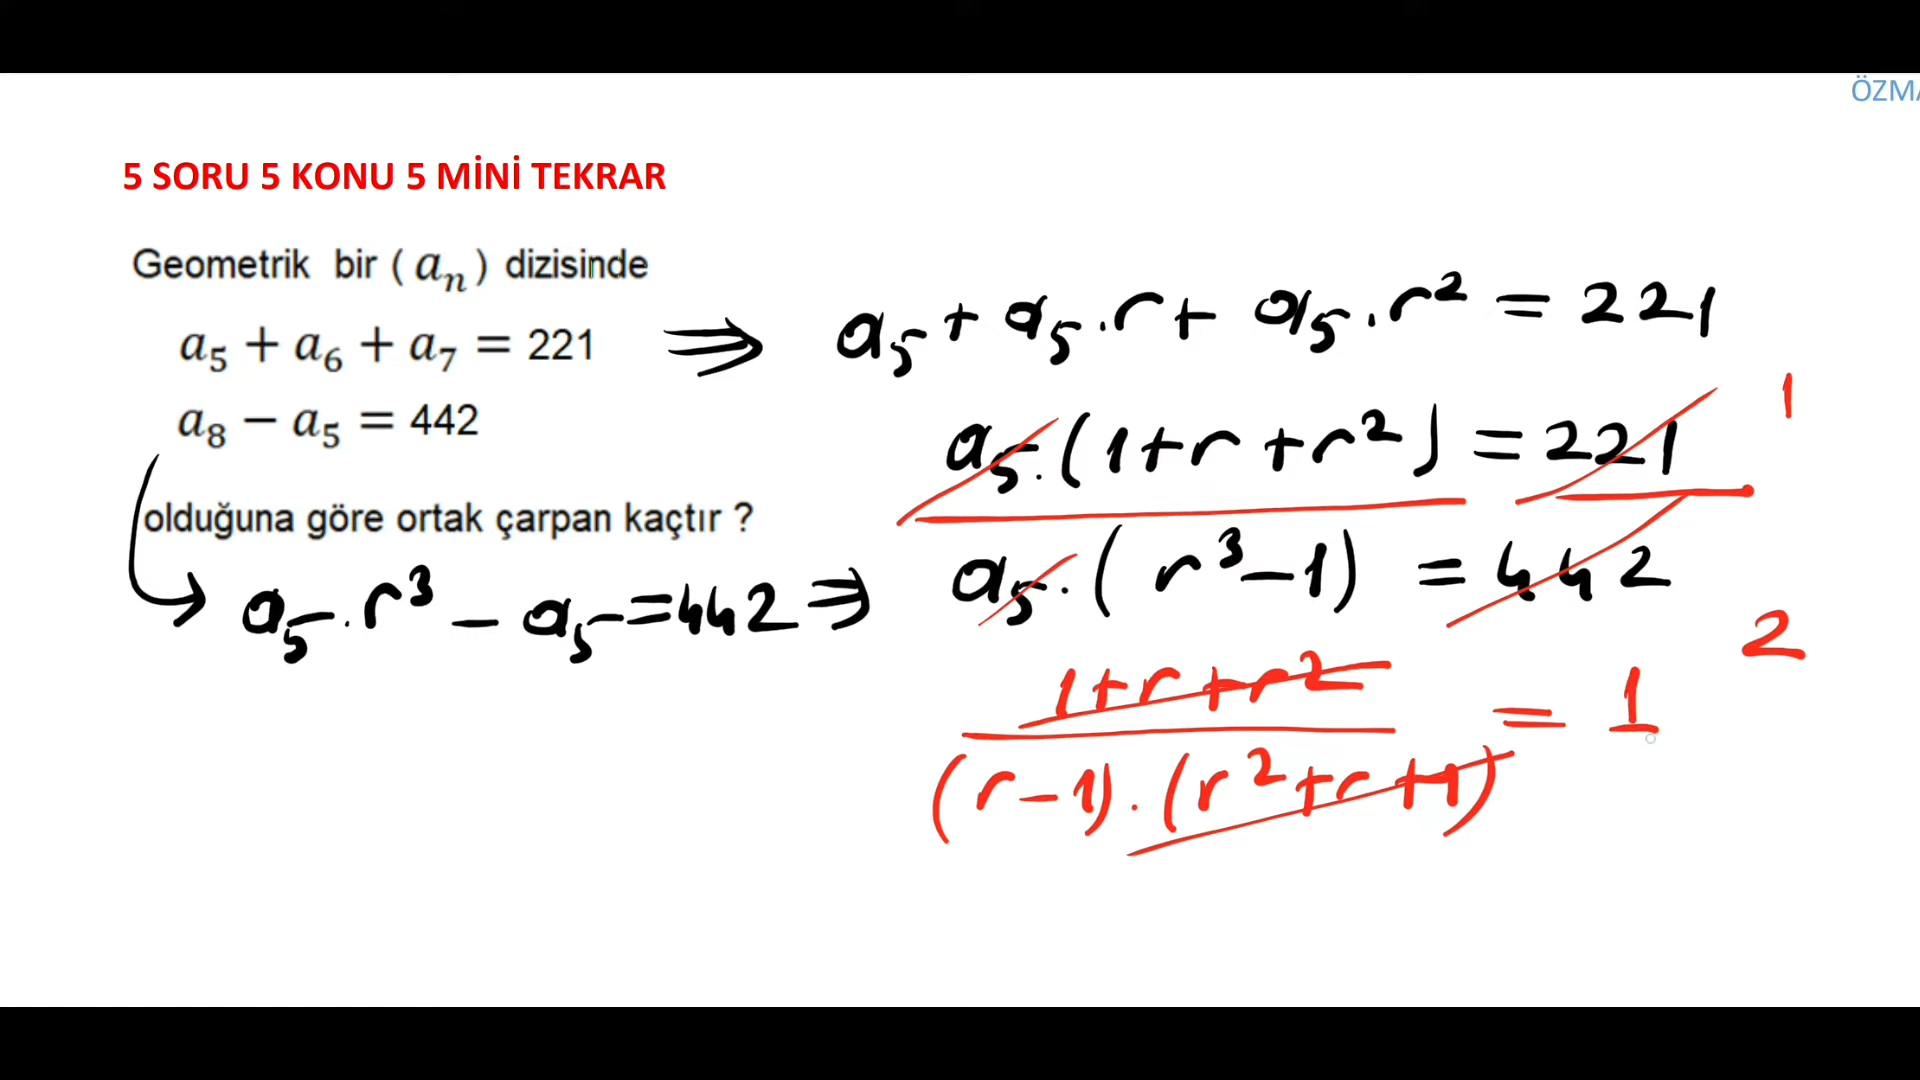 ÖZMA
5 SORU 5 KONU 5 MİNİ TEKRAR
Geometrik bir ( aₙ ) dizisinde
a₅ + a₆ + a₇ = 221
a₈ − a₅ = 442
olduğuna göre ortak çarpan kaçtır ?
a₅.r³ − a₅ = 442 ⇒
⇒ a₅ + a₅.r + a₅.r² = 221
a₅.(1+r+r²) = 221 1
a₅.(r³−1) = 442
2
1+r+r²
= 1
(r−1).(r²+r+1)